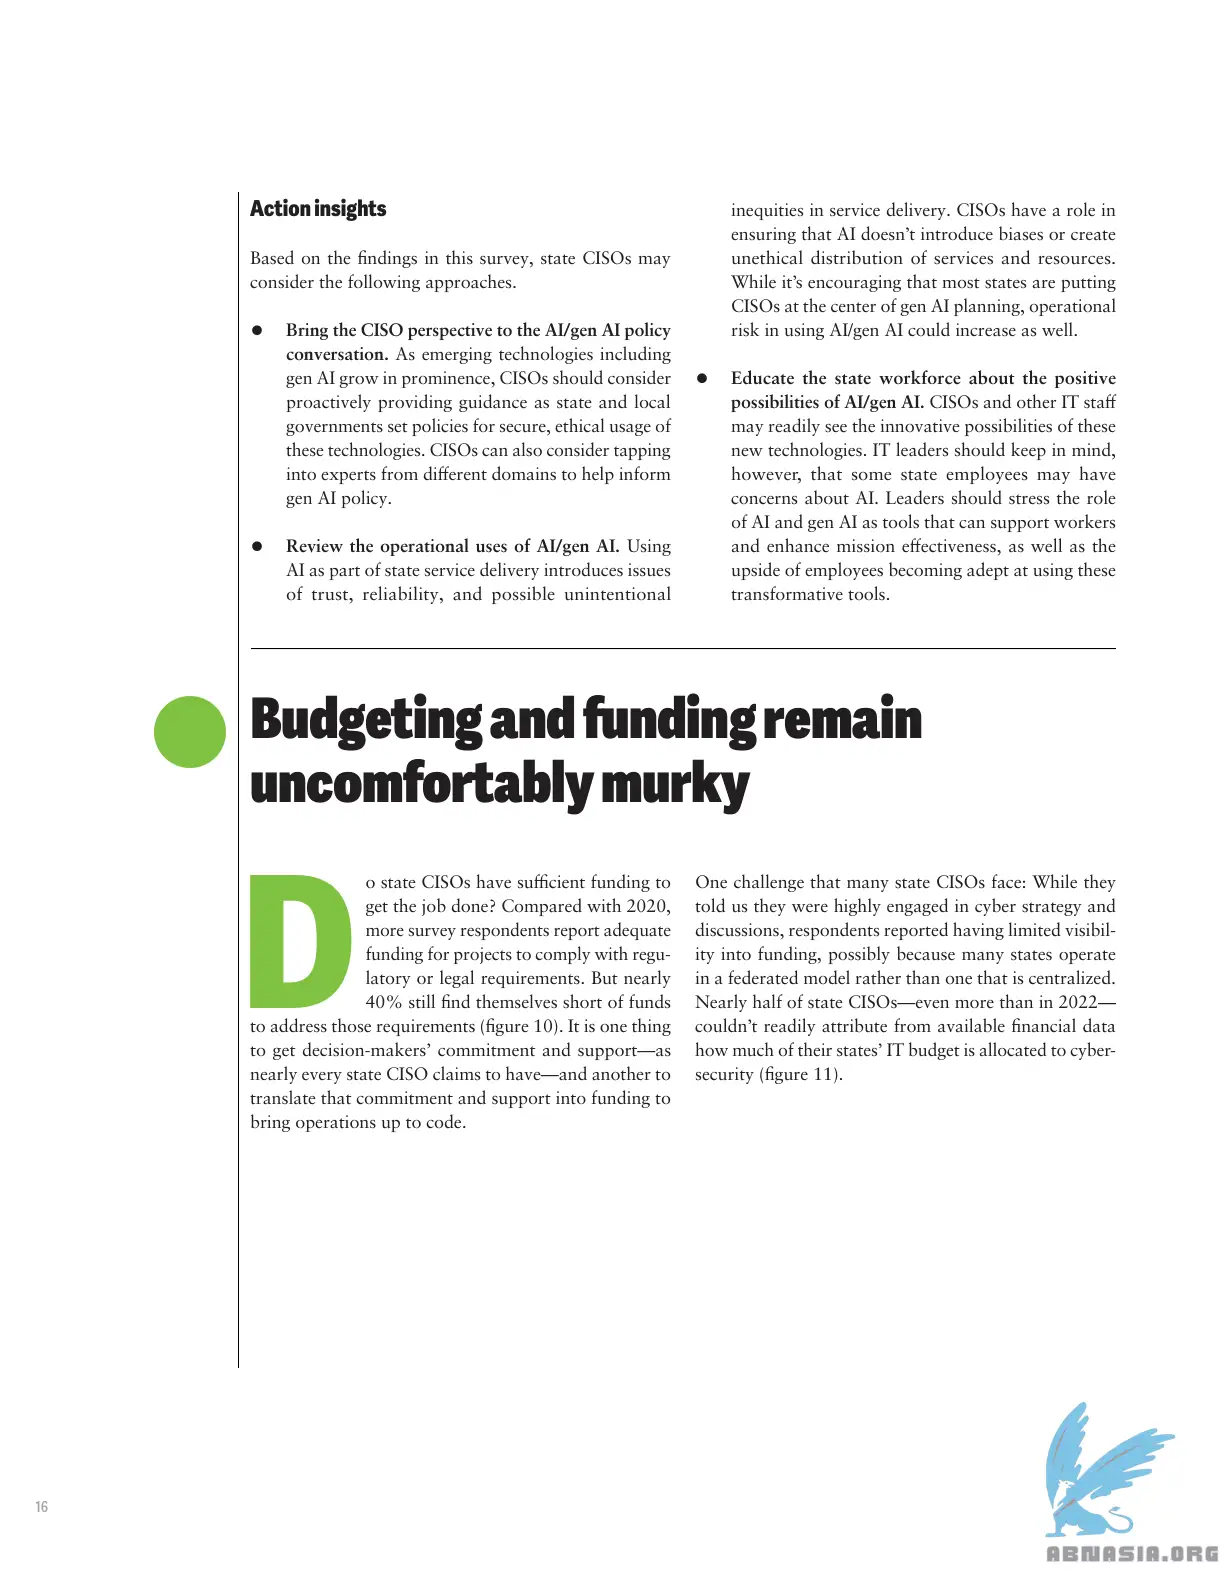 Action insights
Based on the findings in this survey, state CISOs may
consider the following approaches.
● Bring the CISO perspective to the AI/gen AI policy
conversation. As emerging technologies including
gen AI grow in prominence, CISOs should consider
proactively providing guidance as state and local
governments set policies for secure, ethical usage of
these technologies. CISOs can also consider tapping
into experts from different domains to help inform
gen AI policy.
● Review the operational uses of AI/gen AI. Using
AI as part of state service delivery introduces issues
of trust, reliability, and possible unintentional
inequities in service delivery. CISOs have a role in
ensuring that AI doesn’t introduce biases or create
unethical distribution of services and resources.
While it’s encouraging that most states are putting
CISOs at the center of gen AI planning, operational
risk in using AI/gen AI could increase as well.
● Educate the state workforce about the positive
possibilities of AI/gen AI. CISOs and other IT staff
may readily see the innovative possibilities of these
new technologies. IT leaders should keep in mind,
however, that some state employees may have
concerns about AI. Leaders should stress the role
of AI and gen AI as tools that can support workers
and enhance mission effectiveness, as well as the
upside of employees becoming adept at using these
transformative tools.
Budgeting and funding remain
uncomfortably murky
Do state CISOs have sufficient funding to
get the job done? Compared with 2020,
more survey respondents report adequate
funding for projects to comply with regu-
latory or legal requirements. But nearly
40% still find themselves short of funds
to address those requirements (figure 10). It is one thing
to get decision-makers’ commitment and support—as
nearly every state CISO claims to have—and another to
translate that commitment and support into funding to
bring operations up to code.
One challenge that many state CISOs face: While they
told us they were highly engaged in cyber strategy and
discussions, respondents reported having limited visibil-
ity into funding, possibly because many states operate
in a federated model rather than one that is centralized.
Nearly half of state CISOs—even more than in 2022—
couldn’t readily attribute from available financial data
how much of their states’ IT budget is allocated to cyber-
security (figure 11).
16
ABNASIA.ORG